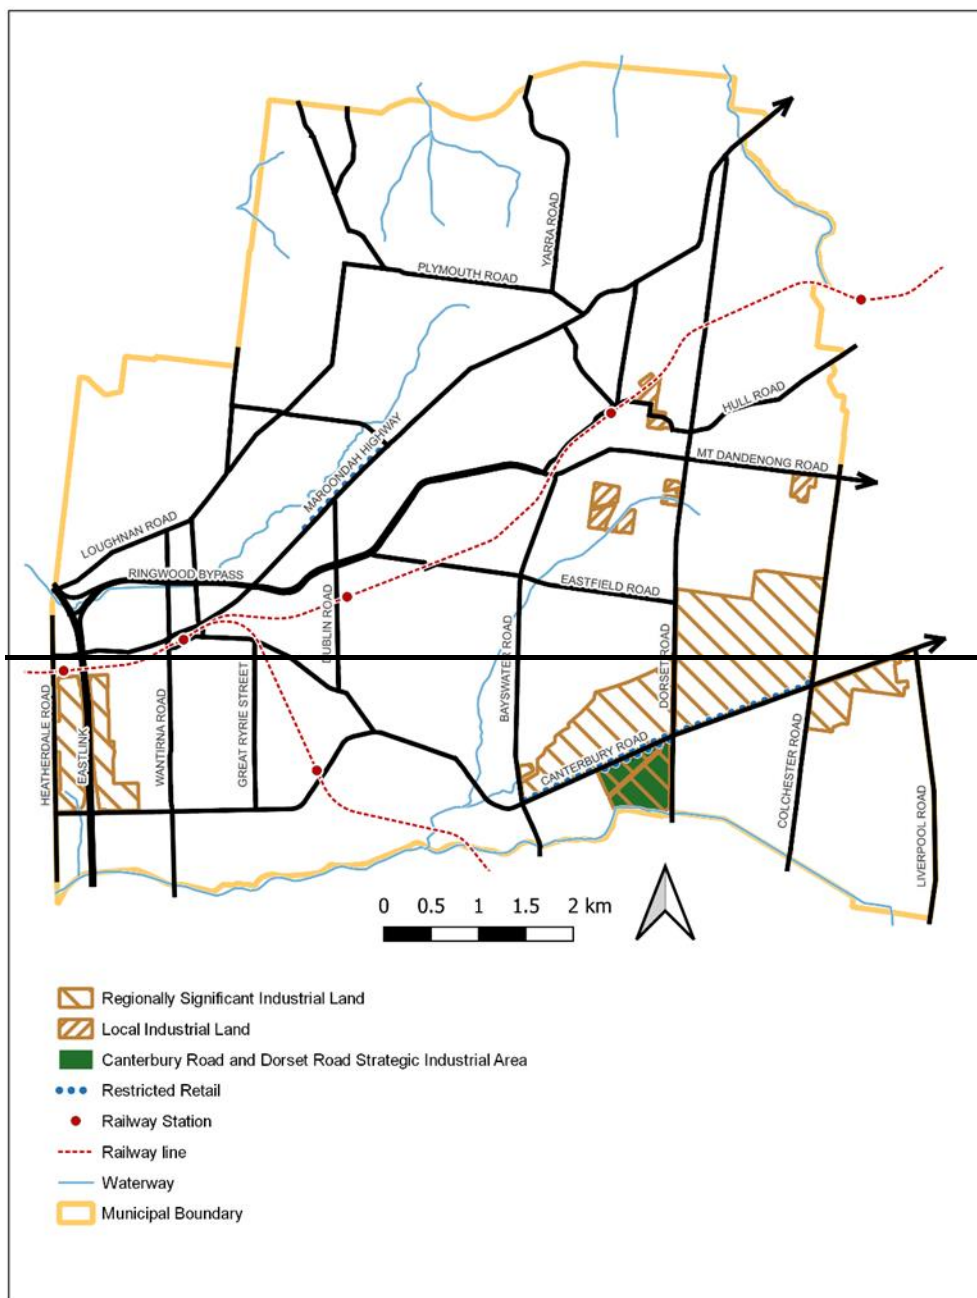 YARRA ROAD
PLYMOUTH ROAD
HULL ROAD
MAROONDAH HIGHWAY
MT DANDENONG ROAD
LOUGHNAN ROAD
RINGWOOD BYPASS
EASTFIELD ROAD
DUBLIN ROAD
BAYSWATER ROAD
DORSET ROAD
HEATHERDALE ROAD
EASTLINK
WANTIRNA ROAD
GREAT RYRIE STREET
CANTERBURY ROAD
COLCHESTER ROAD
LIVERPOOL ROAD
0 0.5 1 1.5 2 km
Regionally Significant Industrial Land
Local Industrial Land
Canterbury Road and Dorset Road Strategic Industrial Area
Restricted Retail
Railway Station
Railway line
Waterway
Municipal Boundary